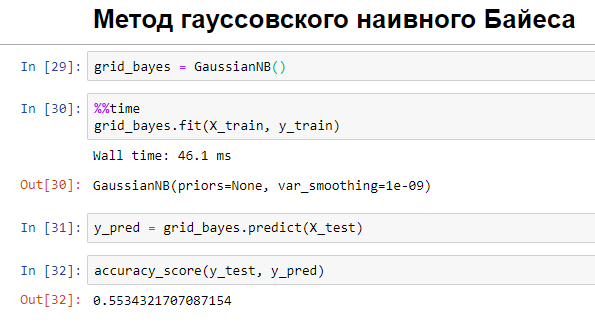 Метод гауссовского наивного Байеса
In [29]: grid_bayes = GaussianNB()
In [30]: %%time
grid_bayes.fit(X_train, y_train)
Wall time: 46.1 ms
Out[30]: GaussianNB(priors=None, var_smoothing=1e-09)
In [31]: y_pred = grid_bayes.predict(X_test)
In [32]: accuracy_score(y_test, y_pred)
Out[32]: 0.5534321707087154